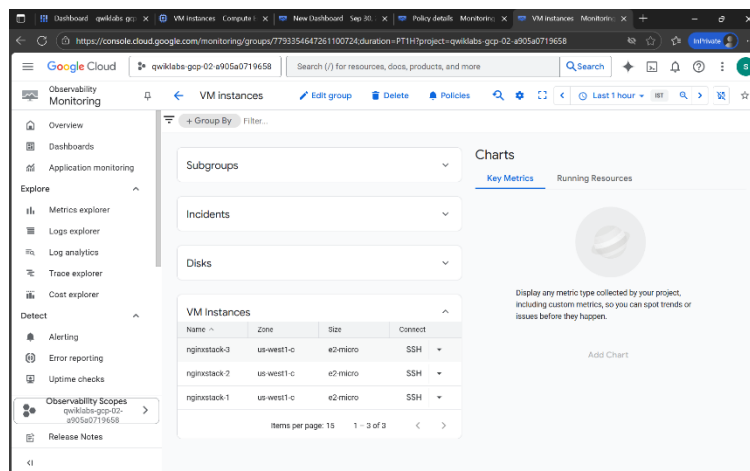 Dashboard qwiklabs gcp
VM instances Compute E
New Dashboard Sep 30,
Policy details Monitoring
VM instances Monitoring
https://console.cloud.google.com/monitoring/groups/7793354647261100724;duration=PT1H?project=qwiklabs-gcp-02-a905a0719658
InPrivate
Google Cloud
qwiklabs-gcp-02-a905a0719658
Search (/) for resources, docs, products, and more
Search
S
Observability
Monitoring
VM instances
Edit group
Delete
Policies
Last 1 hour
IST
Overview
Dashboards
Application monitoring
Explore
Metrics explorer
Logs explorer
Log analytics
Trace explorer
Cost explorer
Detect
Alerting
Error reporting
Uptime checks
Observability Scopes
qwiklabs-gcp-02-
a905a0719658
Release Notes
+ Group By Filter...
Subgroups
Incidents
Disks
VM Instances
Name Zone Size Connect
nginxstack-3 us-west1-c e2-micro SSH
nginxstack-2 us-west1-c e2-micro SSH
nginxstack-1 us-west1-c e2-micro SSH
Items per page: 15 1 – 3 of 3
Charts
Key Metrics Running Resources
Display any metric type collected by your project,
including custom metrics, so you can spot trends or
issues before they happen.
Add Chart